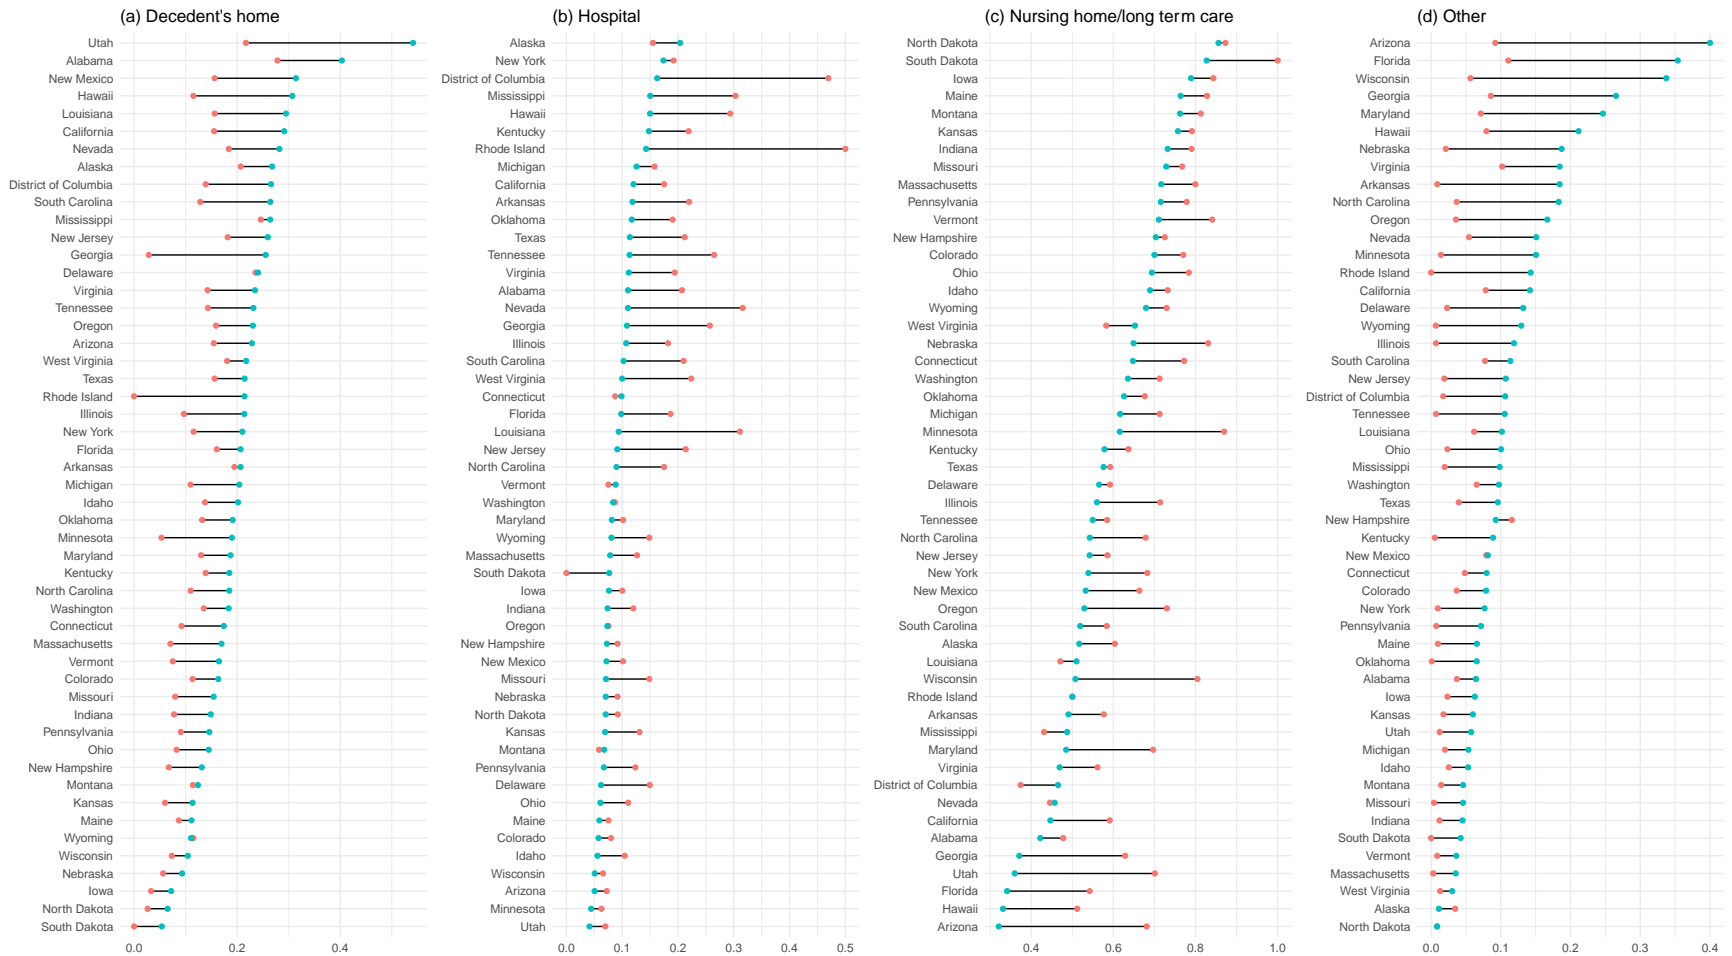 (a) Decedent's home
Utah
Alabama
New Mexico
Hawaii
Louisiana
California
Nevada
Alaska
District of Columbia
South Carolina
Mississippi
New Jersey
Georgia
Delaware
Virginia
Tennessee
Oregon
Arizona
West Virginia
Texas
Rhode Island
Illinois
New York
Florida
Arkansas
Michigan
Idaho
Oklahoma
Minnesota
Maryland
Kentucky
North Carolina
Washington
Connecticut
Massachusetts
Vermont
Colorado
Missouri
Indiana
Pennsylvania
Ohio
New Hampshire
Montana
Kansas
Maine
Wyoming
Wisconsin
Nebraska
Iowa
North Dakota
South Dakota
0.0 0.2 0.4
(b) Hospital
Alaska
New York
District of Columbia
Mississippi
Hawaii
Kentucky
Rhode Island
Michigan
California
Arkansas
Oklahoma
Texas
Tennessee
Virginia
Alabama
Nevada
Georgia
Illinois
South Carolina
West Virginia
Connecticut
Florida
Louisiana
New Jersey
North Carolina
Vermont
Washington
Maryland
Wyoming
Massachusetts
South Dakota
Iowa
Indiana
Oregon
New Hampshire
New Mexico
Missouri
Nebraska
North Dakota
Kansas
Montana
Pennsylvania
Delaware
Ohio
Maine
Colorado
Idaho
Wisconsin
Arizona
Minnesota
Utah
0.0 0.1 0.2 0.3 0.4 0.5
(c) Nursing home/long term care
North Dakota
South Dakota
Iowa
Maine
Montana
Kansas
Indiana
Missouri
Massachusetts
Pennsylvania
Vermont
New Hampshire
Colorado
Ohio
Idaho
Wyoming
West Virginia
Nebraska
Connecticut
Washington
Oklahoma
Michigan
Minnesota
Kentucky
Texas
Delaware
Illinois
Tennessee
North Carolina
New Jersey
New York
New Mexico
Oregon
South Carolina
Alaska
Louisiana
Wisconsin
Rhode Island
Arkansas
Mississippi
Maryland
Virginia
District of Columbia
Nevada
California
Alabama
Georgia
Utah
Florida
Hawaii
Arizona
0.4 0.6 0.8 1.0
(d) Other
Arizona
Florida
Wisconsin
Georgia
Maryland
Hawaii
Nebraska
Virginia
Arkansas
North Carolina
Oregon
Nevada
Minnesota
Rhode Island
California
Delaware
Wyoming
Illinois
South Carolina
New Jersey
District of Columbia
Tennessee
Louisiana
Ohio
Mississippi
Washington
Texas
New Hampshire
Kentucky
New Mexico
Connecticut
Colorado
New York
Pennsylvania
Maine
Oklahoma
Alabama
Iowa
Kansas
Utah
Michigan
Idaho
Montana
Missouri
Indiana
South Dakota
Vermont
Massachusetts
West Virginia
Alaska
North Dakota
0.0 0.1 0.2 0.3 0.4